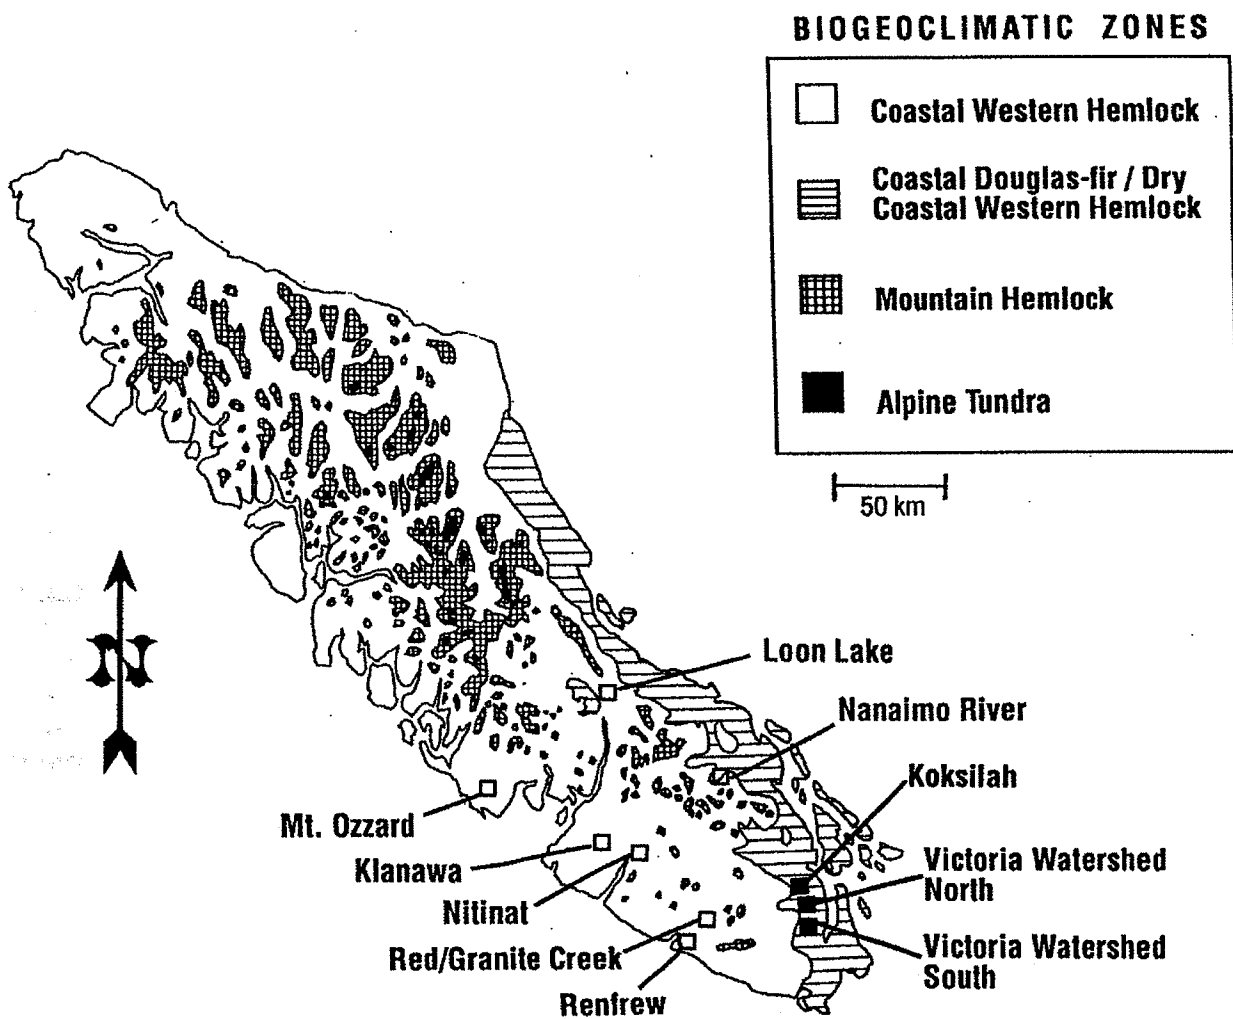 BIOGEOCLIMATIC ZONES
Coastal Western Hemlock
Coastal Douglas-fir / Dry
Coastal Western Hemlock
Mountain Hemlock
Alpine Tundra
50 km
N
Loon Lake
Nanaimo River
Koksilah
Mt. Ozzard
Klanawa
Victoria Watershed
North
Nitinat
Red/Granite Creek
Victoria Watershed
South
Renfrew